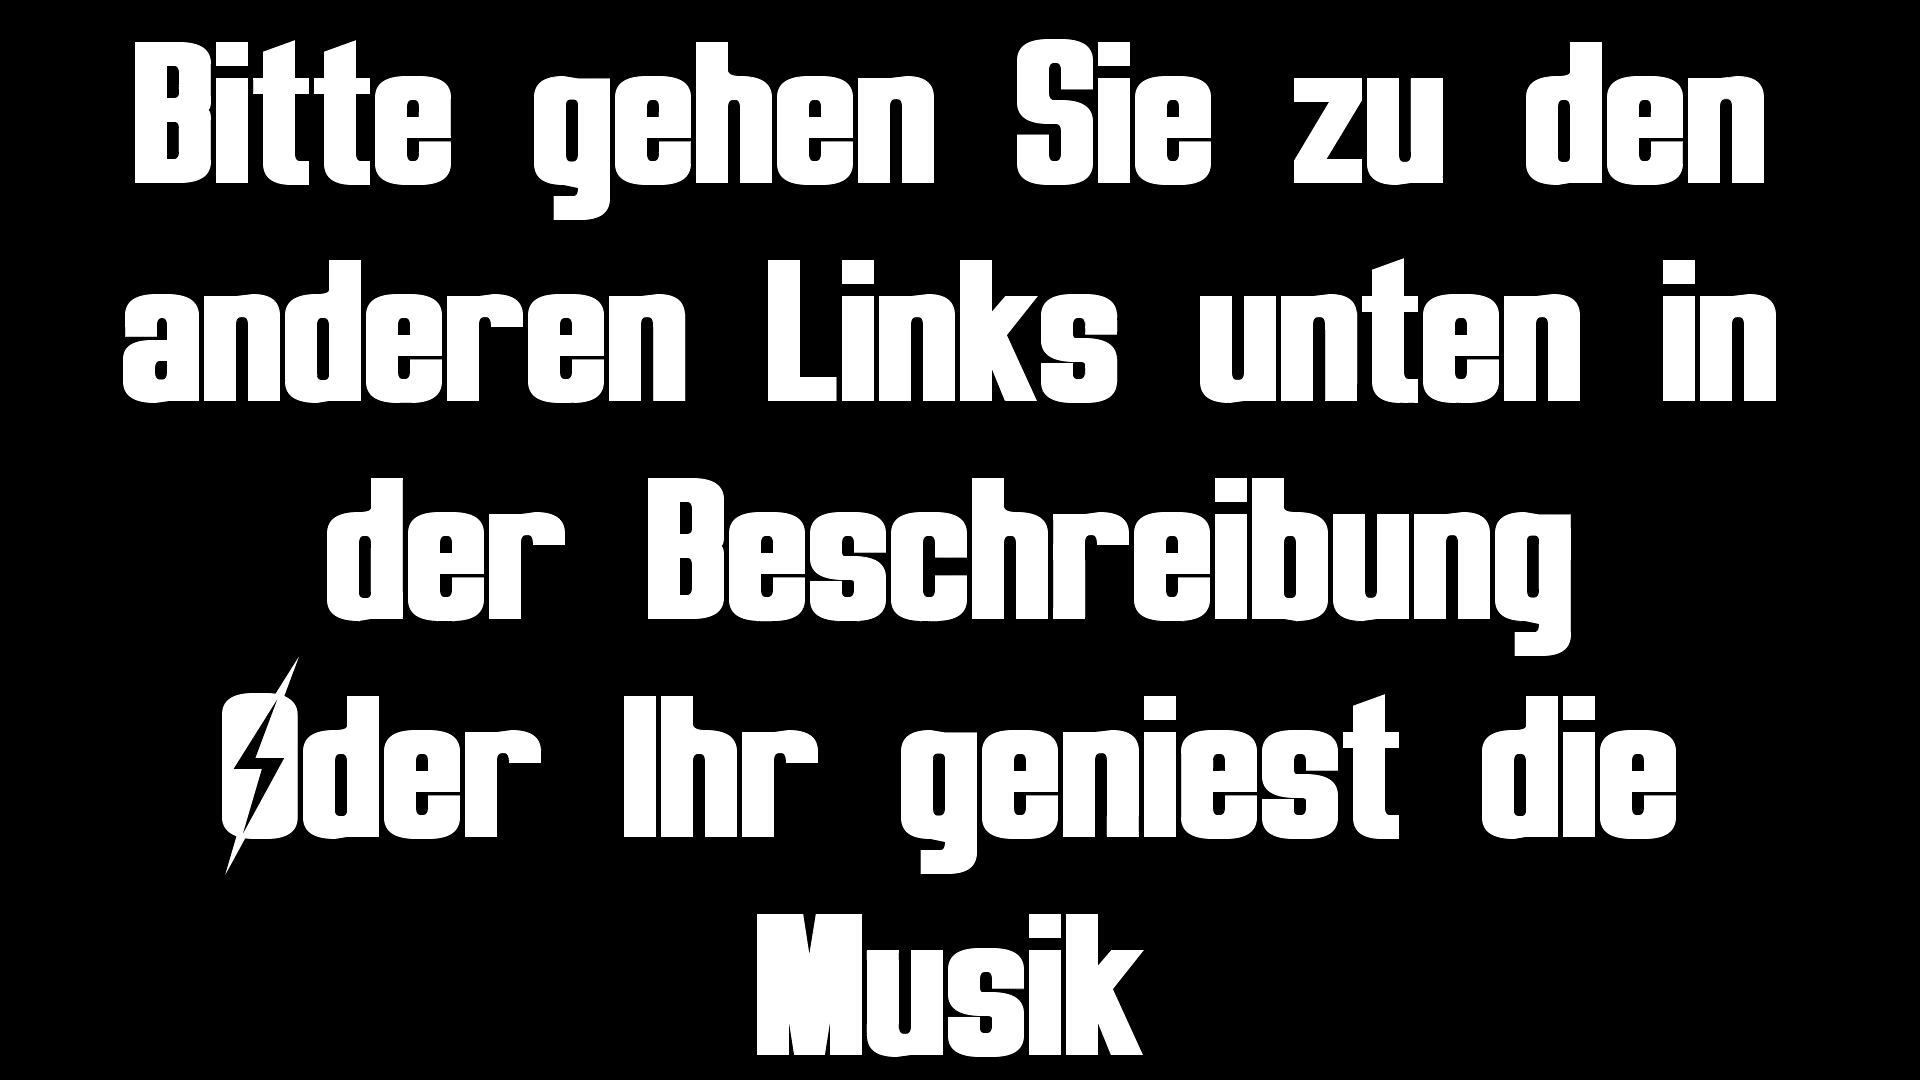 Bitte gehen Sie zu den
anderen Links unten in
der Beschreibung
Oder Ihr geniest die
Musik